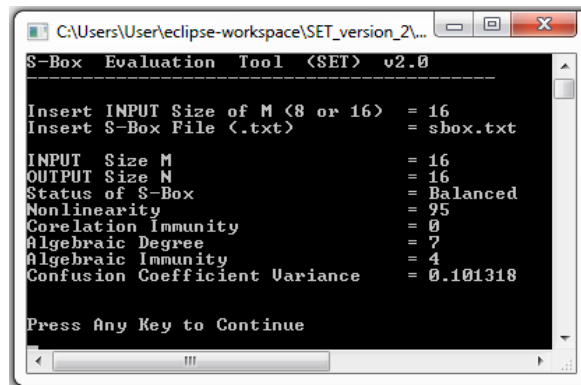 C:\Users\User\eclipse-workspace\SET_version_2\...
S-Box Evaluation Tool (SET) v2.0
------------------------------------------
Insert INPUT Size of M (8 or 16) = 16
Insert S-Box File (.txt) = sbox.txt
INPUT Size M = 16
OUTPUT Size N = 16
Status of S-Box = Balanced
Nonlinearity = 95
Corelation Immunity = 0
Algebraic Degree = 7
Algebraic Immunity = 4
Confusion Coefficient Variance = 0.101318
Press Any Key to Continue